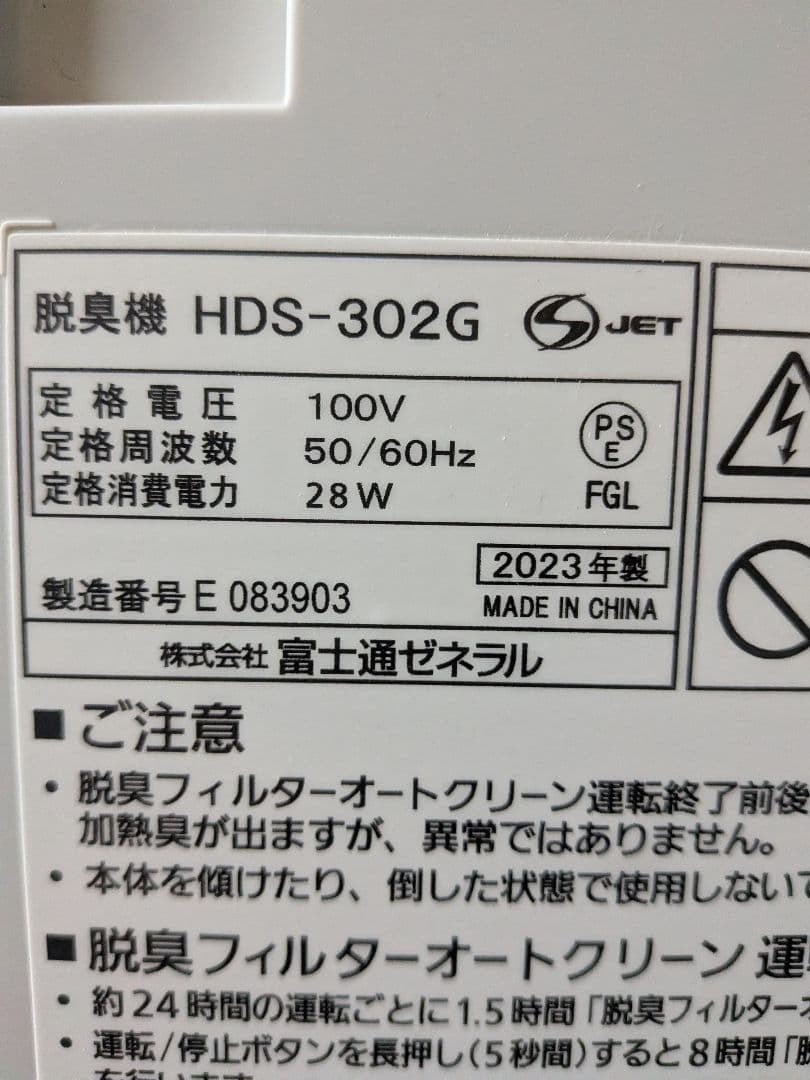 脱臭機 HDS-302G JET
定格電圧 100V
定格周波数 50/60Hz
定格消費電力 28W
PS
E
FGL
2023年製
製造番号 E 083903
MADE IN CHINA
株式会社 富士通ゼネラル
■ご注意
・脱臭フィルターオートクリーン運転終了前後
加熱臭が出ますが、異常ではありません。
・本体を傾けたり、倒した状態で使用しない
■脱臭フィルターオートクリーン 運
・約24時間の運転ごとに1.5時間「脱臭フィルター
・運転/停止ボタンを長押し(5秒間)すると8時間「
を行います